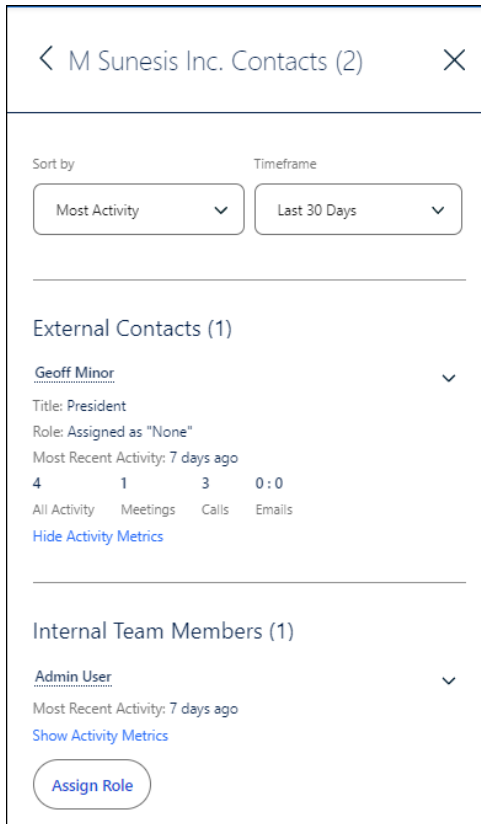 M Sunesis Inc. Contacts (2)
Sort by Timeframe
Most Activity Last 30 Days
External Contacts (1)
Geoff Minor
Title: President
Role: Assigned as "None"
Most Recent Activity: 7 days ago
4 1 3 0 : 0
All Activity Meetings Calls Emails
Hide Activity Metrics
Internal Team Members (1)
Admin User
Most Recent Activity: 7 days ago
Show Activity Metrics
Assign Role